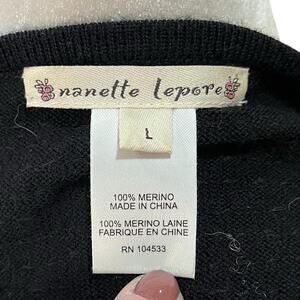 nanette lepore
L
100% MERINO
MADE IN CHINA
100% MERINO LAINE
FABRIQUE EN CHINE
RN 104533